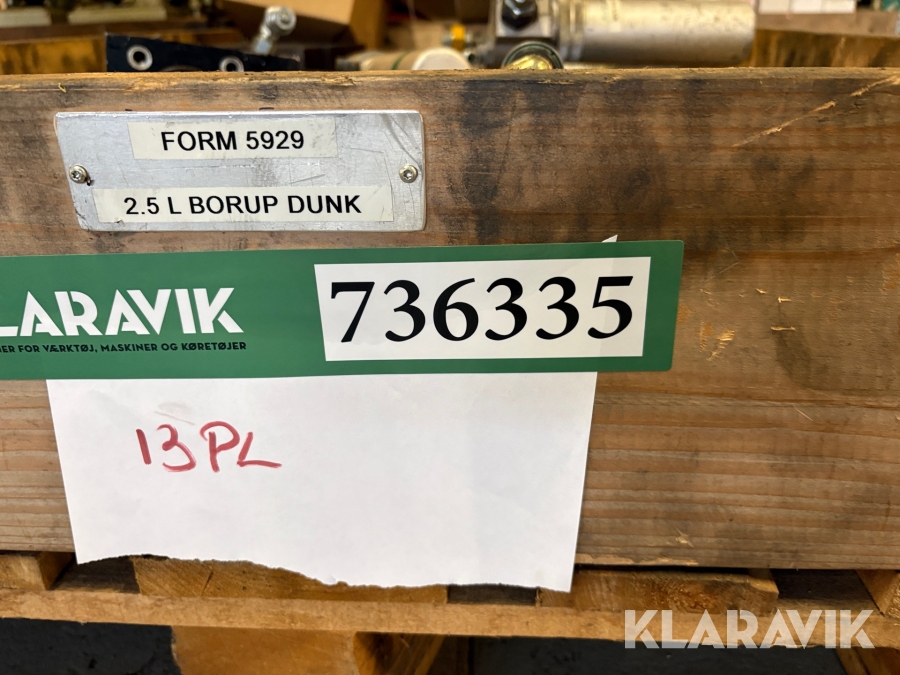 FORM 5929
2.5 L BORUP DUNK
LARAVIK
736335
ER FOR VÆRKTØJ, MASKINER OG KØRETØJER
13PL
KLARAVIK